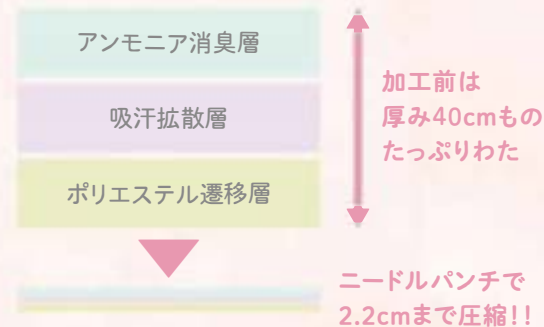 アンモニア消臭層
吸汗拡散層
ポリエステル遷移層
加工前は
厚み40cmもの
たっぷりわた
ニードルパンチで
2.2cmまで圧縮!!